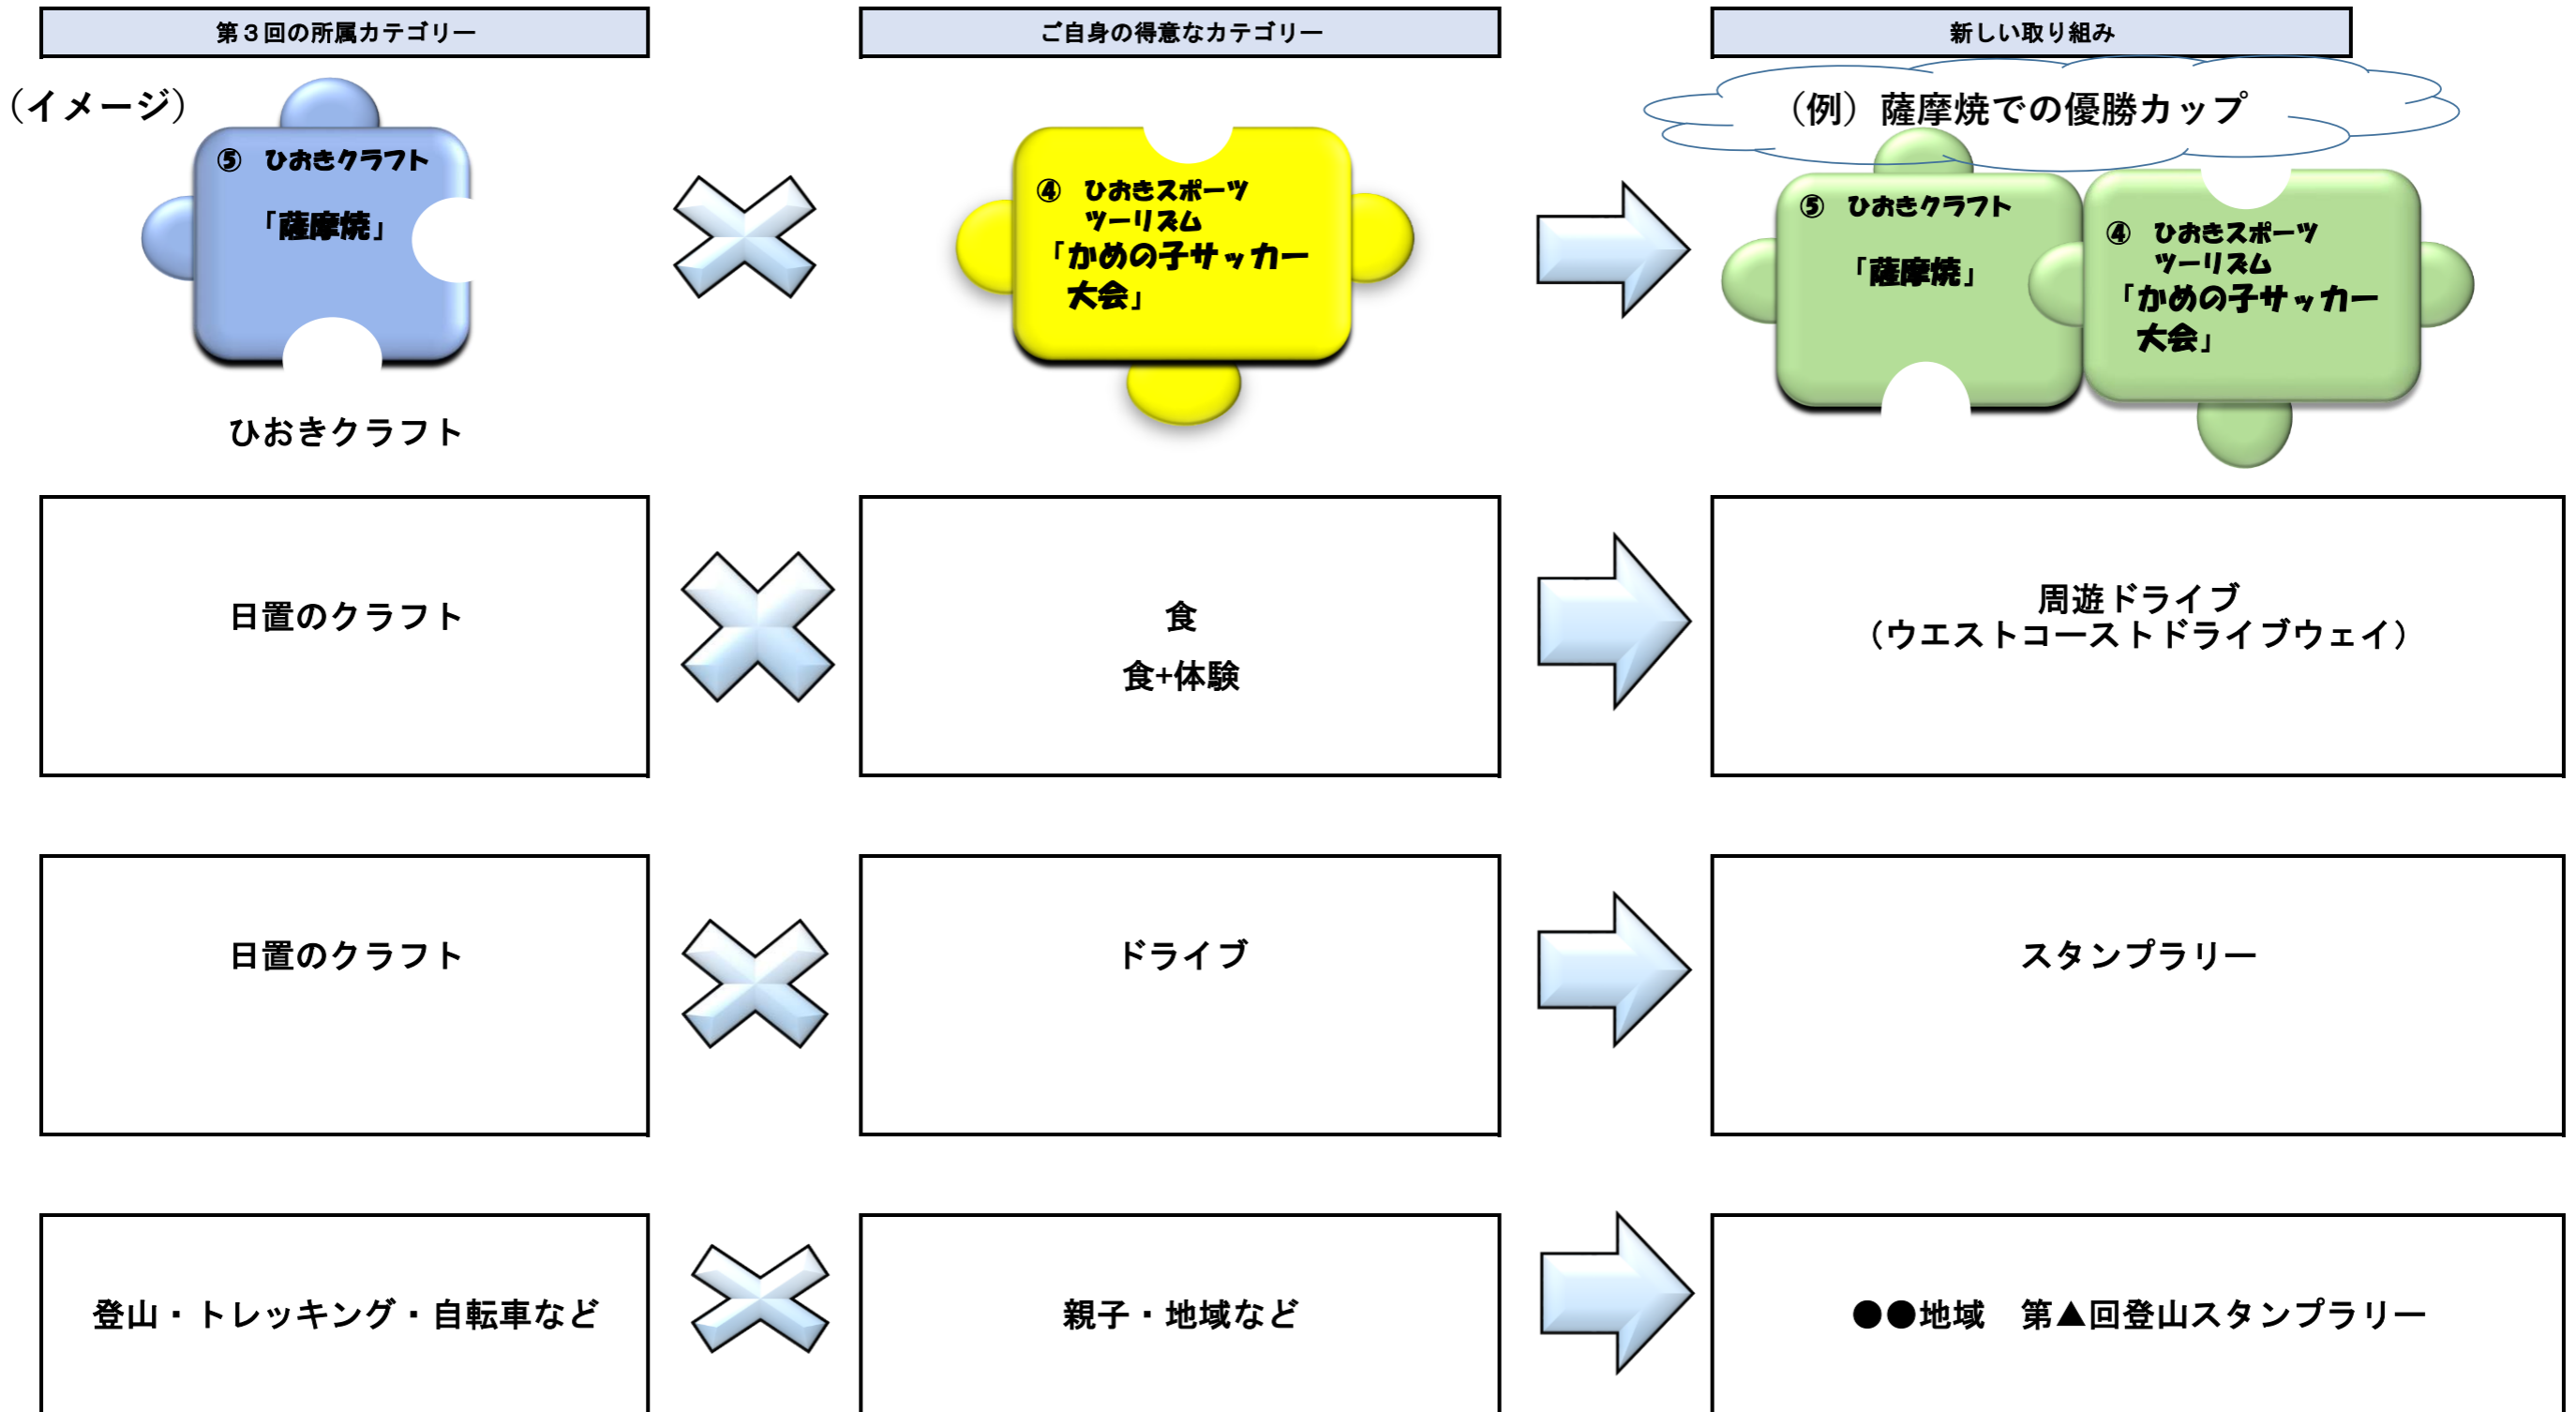 第３回の所属カテゴリー
ご自身の得意なカテゴリー
新しい取り組み
（イメージ）
⑤　ひおきクラフト
「薩摩焼」
④　ひおきスポーツ
ツーリズム
「かめの子サッカー
大会」
（例）薩摩焼での優勝カップ
⑤　ひおきクラフト
「薩摩焼」
④　ひおきスポーツ
ツーリズム
「かめの子サッカー
大会」
ひおきクラフト
日置のクラフト
食
食+体験
周遊ドライブ
（ウエストコーストドライブウェイ）
日置のクラフト
ドライブ
スタンプラリー
登山・トレッキング・自転車など
親子・地域など
●●地域　第▲回登山スタンプラリー